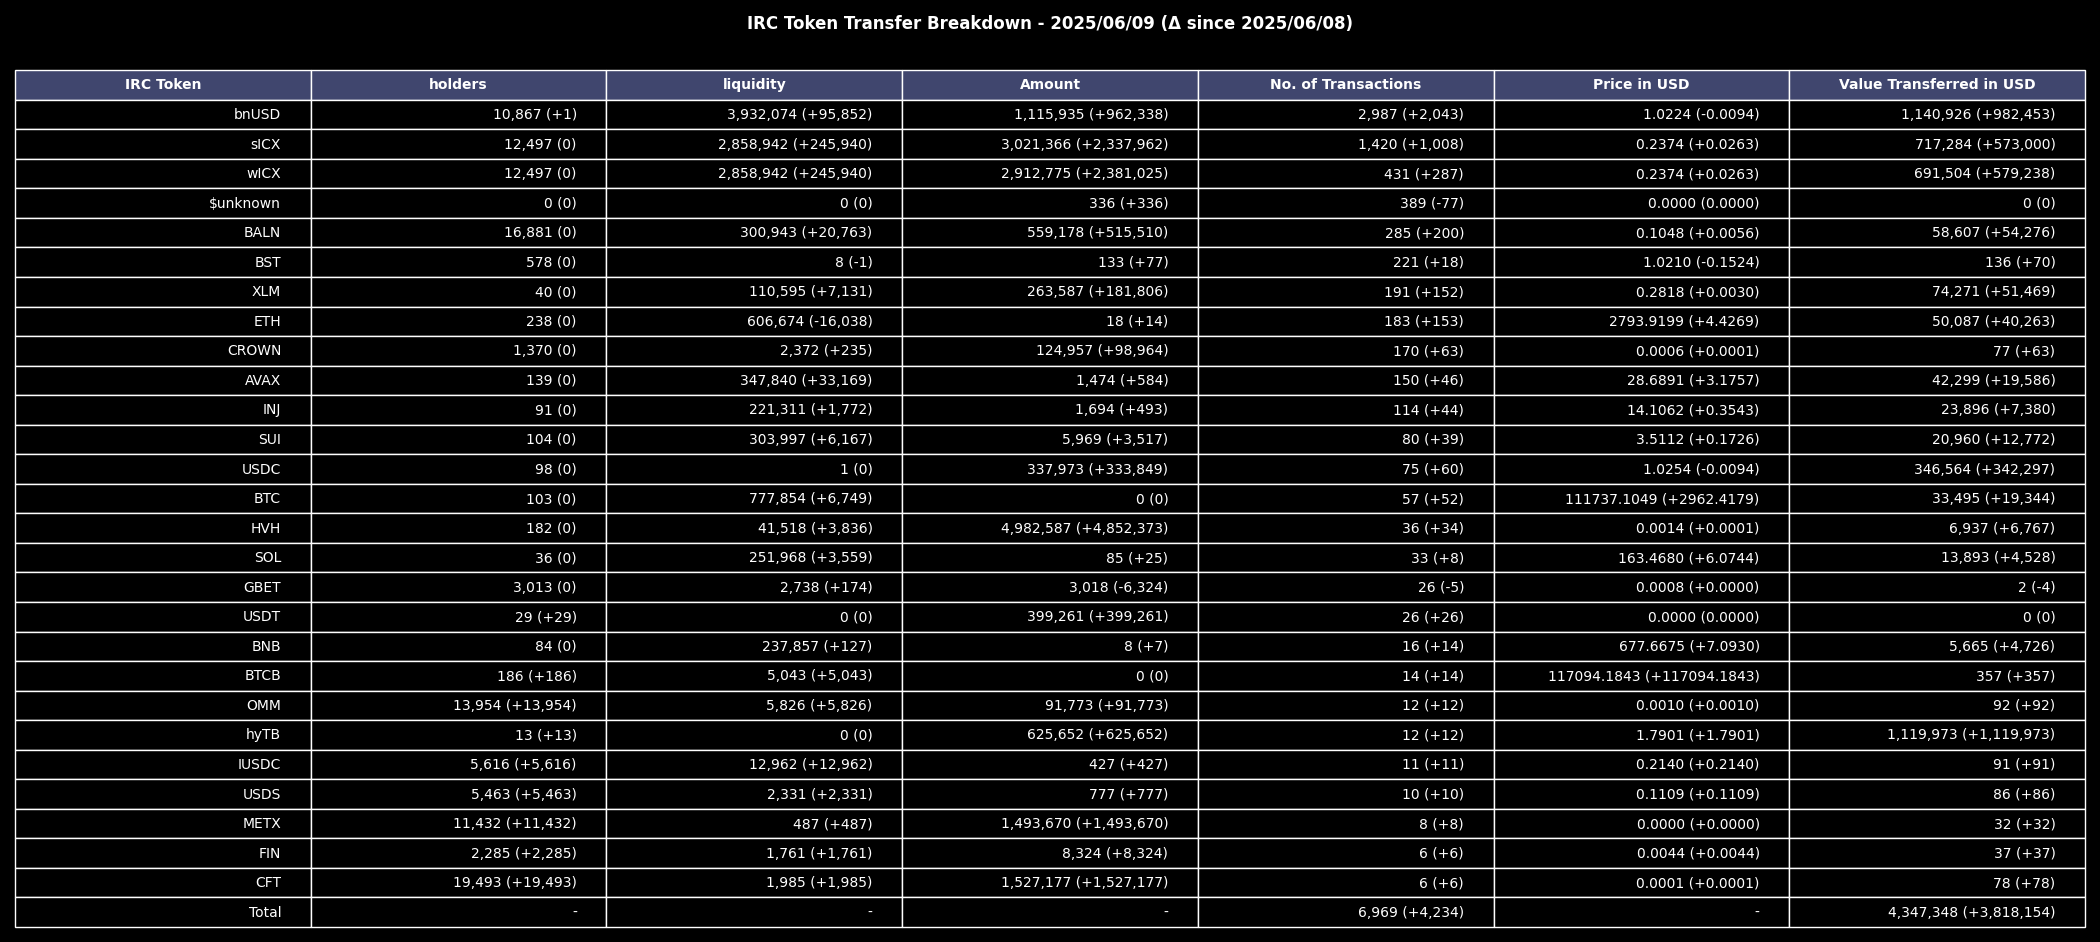 IRC Token Transfer Breakdown - 2025/06/09 (Δ since 2025/06/08)
IRC Token holders liquidity Amount No. of Transactions Price in USD Value Transferred in USD
bnUSD 10,867 (+1) 3,932,074 (+95,852) 1,115,935 (+962,338) 2,987 (+2,043) 1.0224 (-0.0094) 1,140,926 (+982,453)
sICX 12,497 (0) 2,858,942 (+245,940) 3,021,366 (+2,337,962) 1,420 (+1,008) 0.2374 (+0.0263) 717,284 (+573,000)
wICX 12,497 (0) 2,858,942 (+245,940) 2,912,775 (+2,381,025) 431 (+287) 0.2374 (+0.0263) 691,504 (+579,238)
$unknown 0 (0) 0 (0) 336 (+336) 389 (-77) 0.0000 (0.0000) 0 (0)
BALN 16,881 (0) 300,943 (+20,763) 559,178 (+515,510) 285 (+200) 0.1048 (+0.0056) 58,607 (+54,276)
BST 578 (0) 8 (-1) 133 (+77) 221 (+18) 1.0210 (-0.1524) 136 (+70)
XLM 40 (0) 110,595 (+7,131) 263,587 (+181,806) 191 (+152) 0.2818 (+0.0030) 74,271 (+51,469)
ETH 238 (0) 606,674 (-16,038) 18 (+14) 183 (+153) 2793.9199 (+4.4269) 50,087 (+40,263)
CROWN 1,370 (0) 2,372 (+235) 124,957 (+98,964) 170 (+63) 0.0006 (+0.0001) 77 (+63)
AVAX 139 (0) 347,840 (+33,169) 1,474 (+584) 150 (+46) 28.6891 (+3.1757) 42,299 (+19,586)
INJ 91 (0) 221,311 (+1,772) 1,694 (+493) 114 (+44) 14.1062 (+0.3543) 23,896 (+7,380)
SUI 104 (0) 303,997 (+6,167) 5,969 (+3,517) 80 (+39) 3.5112 (+0.1726) 20,960 (+12,772)
USDC 98 (0) 1 (0) 337,973 (+333,849) 75 (+60) 1.0254 (-0.0094) 346,564 (+342,297)
BTC 103 (0) 777,854 (+6,749) 0 (0) 57 (+52) 111737.1049 (+2962.4179) 33,495 (+19,344)
HVH 182 (0) 41,518 (+3,836) 4,982,587 (+4,852,373) 36 (+34) 0.0014 (+0.0001) 6,937 (+6,767)
SOL 36 (0) 251,968 (+3,559) 85 (+25) 33 (+8) 163.4680 (+6.0744) 13,893 (+4,528)
GBET 3,013 (0) 2,738 (+174) 3,018 (-6,324) 26 (-5) 0.0008 (+0.0000) 2 (-4)
USDT 29 (+29) 0 (0) 399,261 (+399,261) 26 (+26) 0.0000 (0.0000) 0 (0)
BNB 84 (0) 237,857 (+127) 8 (+7) 16 (+14) 677.6675 (+7.0930) 5,665 (+4,726)
BTCB 186 (+186) 5,043 (+5,043) 0 (0) 14 (+14) 117094.1843 (+117094.1843) 357 (+357)
OMM 13,954 (+13,954) 5,826 (+5,826) 91,773 (+91,773) 12 (+12) 0.0010 (+0.0010) 92 (+92)
hyTB 13 (+13) 0 (0) 625,652 (+625,652) 12 (+12) 1.7901 (+1.7901) 1,119,973 (+1,119,973)
IUSDC 5,616 (+5,616) 12,962 (+12,962) 427 (+427) 11 (+11) 0.2140 (+0.2140) 91 (+91)
USDS 5,463 (+5,463) 2,331 (+2,331) 777 (+777) 10 (+10) 0.1109 (+0.1109) 86 (+86)
METX 11,432 (+11,432) 487 (+487) 1,493,670 (+1,493,670) 8 (+8) 0.0000 (+0.0000) 32 (+32)
FIN 2,285 (+2,285) 1,761 (+1,761) 8,324 (+8,324) 6 (+6) 0.0044 (+0.0044) 37 (+37)
CFT 19,493 (+19,493) 1,985 (+1,985) 1,527,177 (+1,527,177) 6 (+6) 0.0001 (+0.0001) 78 (+78)
Total - - - 6,969 (+4,234) - 4,347,348 (+3,818,154)